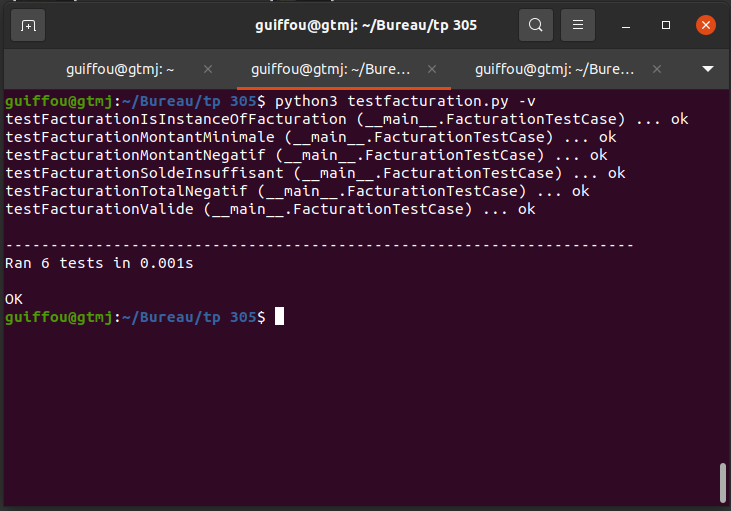 guiffou@gtmj: ~/Bureau/tp 305
guiffou@gtmj: ~
guiffou@gtmj: ~/Bure...
guiffou@gtmj: ~/Bure...
guiffou@gtmj:~/Bureau/tp 305$ python3 testfacturation.py -v
testFacturationIsInstanceOfFacturation (__main__.FacturationTestCase) ... ok
testFacturationMontantMinimale (__main__.FacturationTestCase) ... ok
testFacturationMontantNegatif (__main__.FacturationTestCase) ... ok
testFacturationSoldeInsuffisant (__main__.FacturationTestCase) ... ok
testFacturationTotalNegatif (__main__.FacturationTestCase) ... ok
testFacturationValide (__main__.FacturationTestCase) ... ok
----------------------------------------------------------------------
Ran 6 tests in 0.001s
OK
guiffou@gtmj:~/Bureau/tp 305$